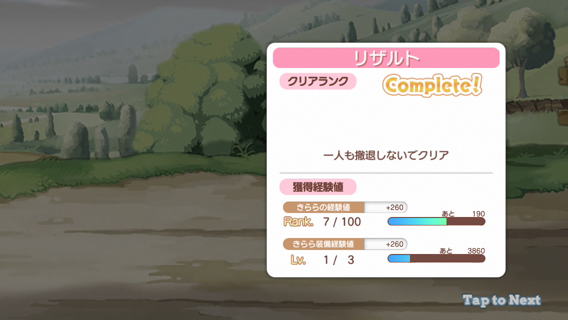 リザルト
クリアランク
Complete!
一人も撤退しないでクリア
獲得経験値
きららの経験値 +260
Rank. 7 / 100 あと 190
きらら装備経験値 +260
Lv. 1 / 3 あと 3860
Tap to Next